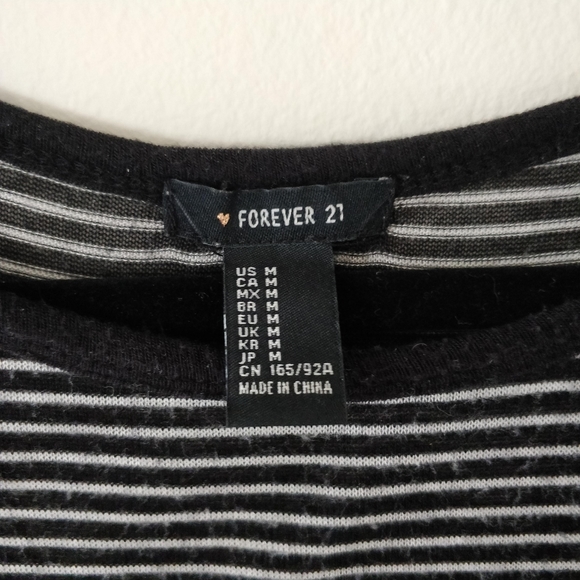 FOREVER 21
US M
CA M
MX M
BR M
EU M
UK M
KR M
JP M
CN 165/92A
MADE IN CHINA